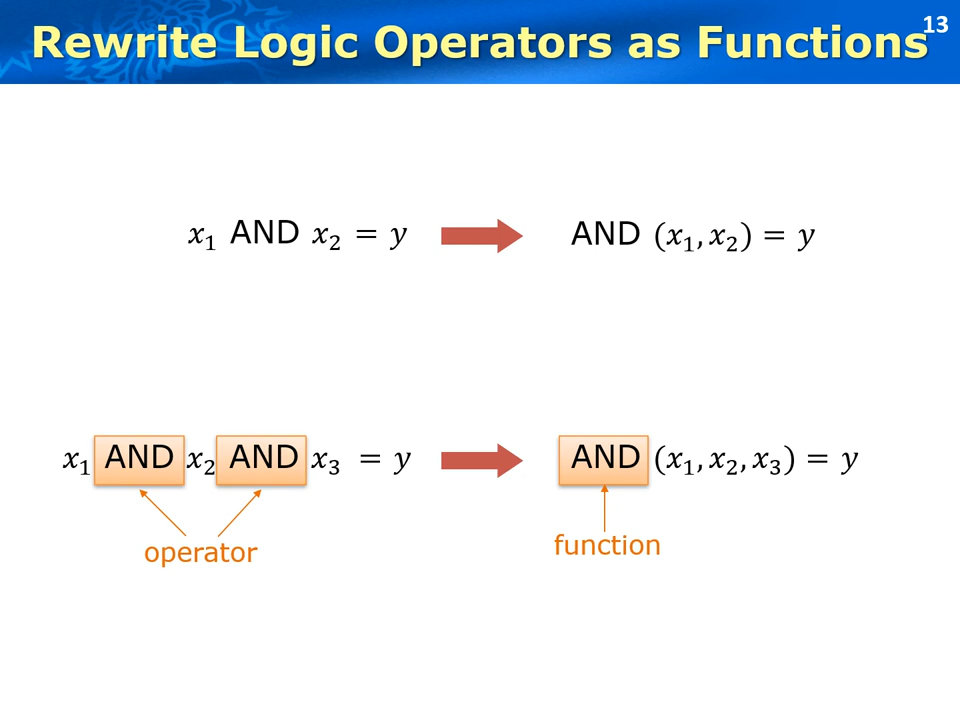 13
Rewrite Logic Operators as Functions
x₁ AND x₂ = y
AND (x₁, x₂) = y
x₁ AND x₂ AND x₃ = y
AND (x₁, x₂, x₃) = y
operator
function